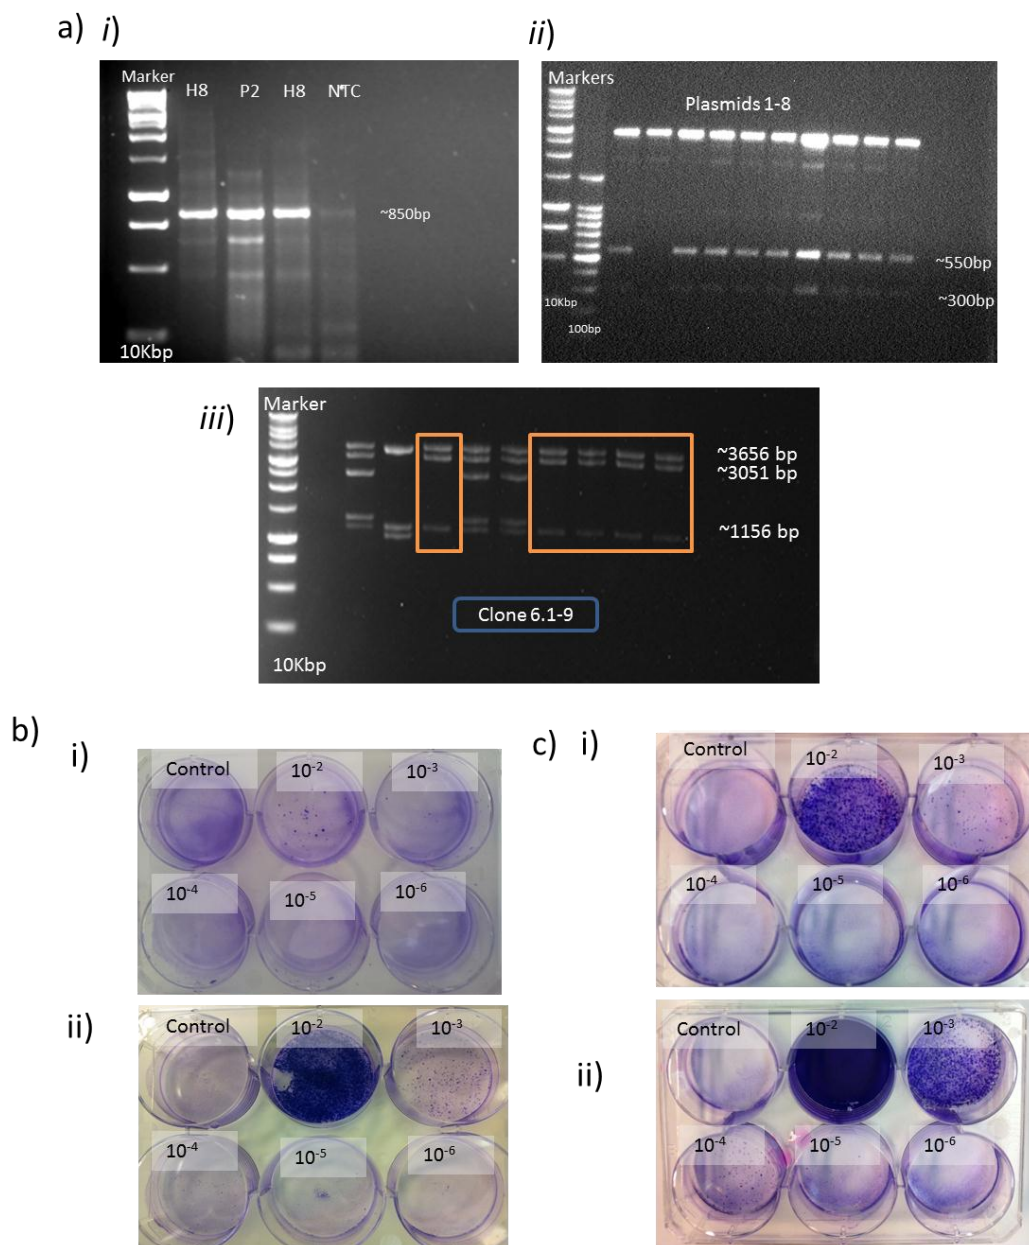 a) i)
Marker
H8 P2 H8 NTC
~850bp
10Kbp
ii)
Markers
Plasmids 1-8
~550bp
~300bp
10Kbp
100bp
iii)
Marker
~3656 bp
~3051 bp
~1156 bp
Clone 6.1-9
10Kbp
b)
i)
Control 10-2 10-3
10-4 10-5 10-6
ii)
Control 10-2 10-3
10-4 10-5 10-6
c) i)
Control 10-2 10-3
10-4 10-5 10-6
ii)
Control 10-2 10-3
10-4 10-5 10-6